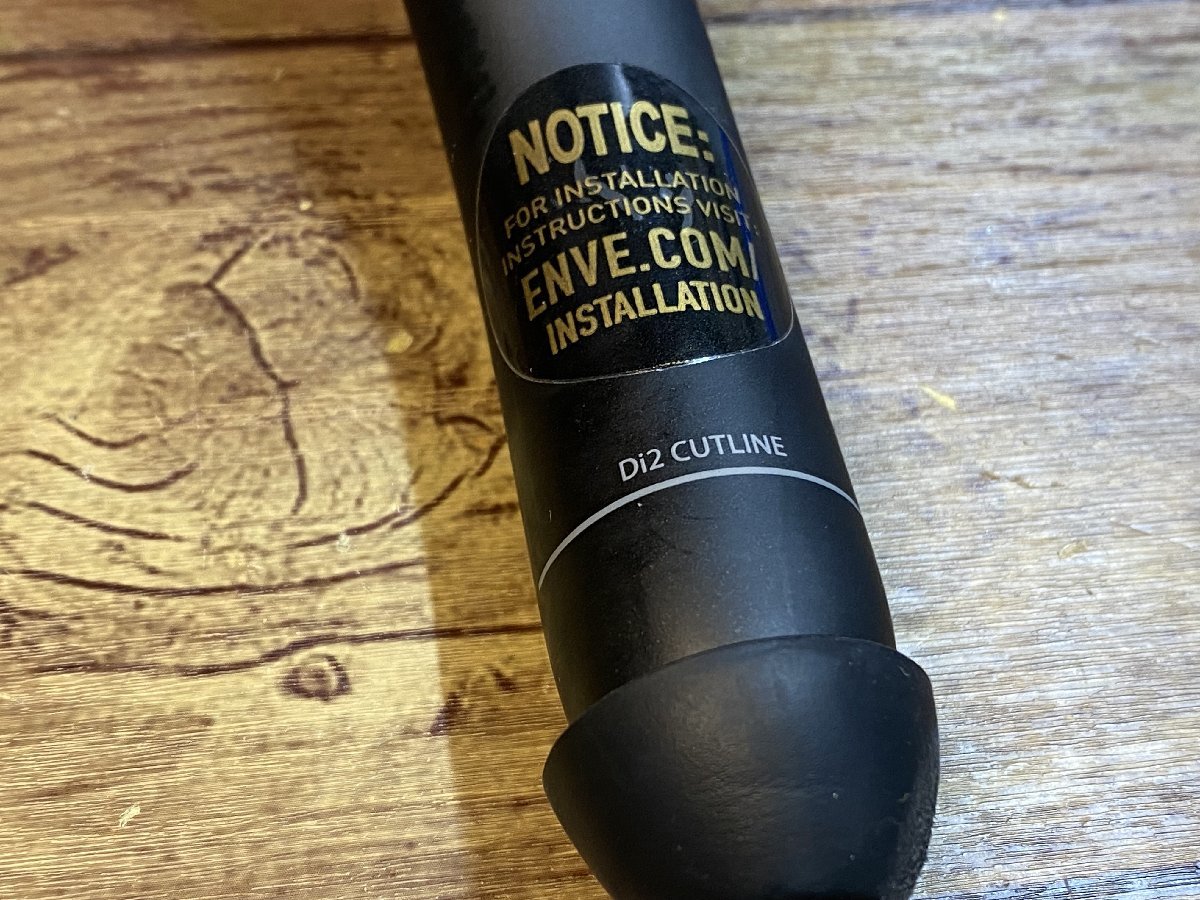 NOTICE:
FOR INSTALLATION
INSTRUCTIONS VISIT:
ENVE.COM/
INSTALLATION
Di2 CUTLINE